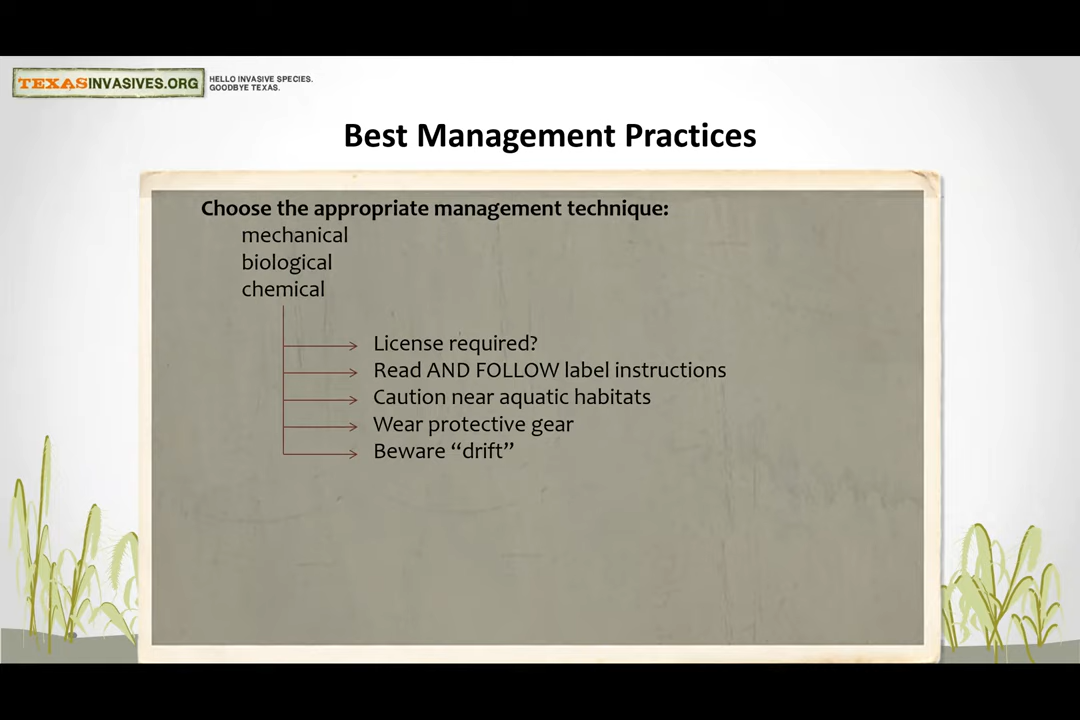 TEXASINVASIVES.ORG
HELLO INVASIVE SPECIES.
GOODBYE TEXAS.
Best Management Practices
Choose the appropriate management technique:
mechanical
biological
chemical
License required?
Read AND FOLLOW label instructions
Caution near aquatic habitats
Wear protective gear
Beware “drift”